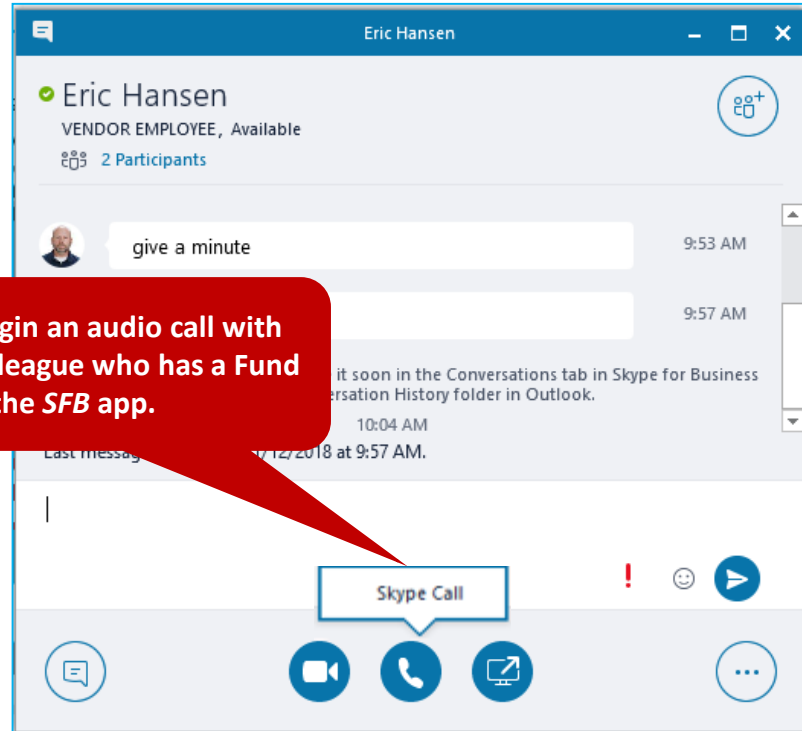 Eric Hansen
Eric Hansen
VENDOR EMPLOYEE, Available
2 Participants
give a minute
9:53 AM
9:57 AM
gin an audio call with
league who has a Fund
the SFB app.
it soon in the Conversations tab in Skype for Business
ersation History folder in Outlook.
10:04 AM
Last messag /12/2018 at 9:57 AM.
!
Skype Call
...